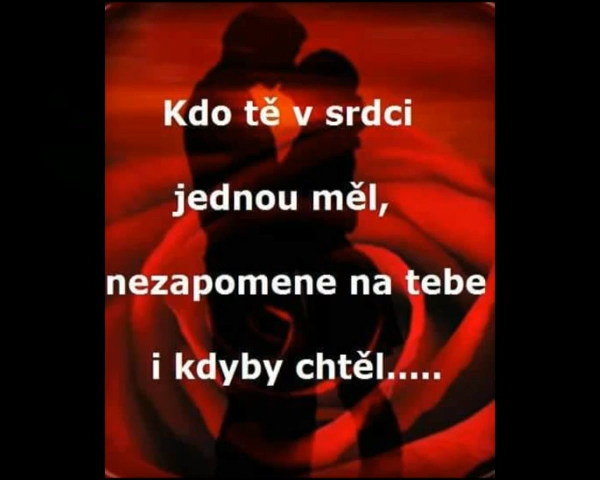 Kdo tě v srdci
jednou měl,
nezapomene na tebe
i kdyby chtěl.....